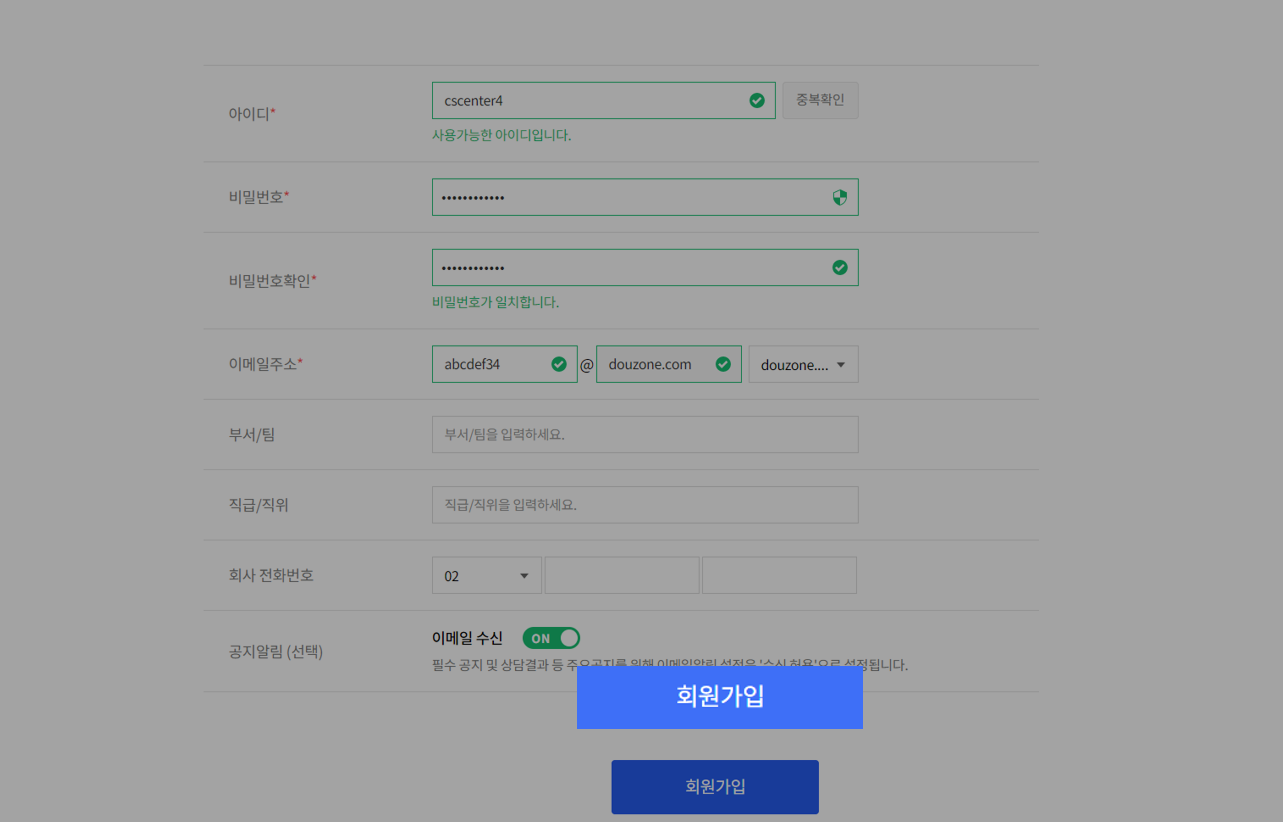 아이디*
cscenter4
중복확인
사용가능한 아이디입니다.
비밀번호*
••••••••••••
비밀번호확인*
••••••••••••
비밀번호가 일치합니다.
이메일주소*
abcdef34 @ douzone.com douzone....
부서/팀
부서/팀을 입력하세요.
직급/직위
직급/직위를 입력하세요.
회사 전화번호
02
공지알림 (선택)
이메일 수신 ON
필수 공지 및 상담결과 등 주요공지를 위해 이메일알림 설정은 '수신 허용'으로 설정됩니다.
회원가입
회원가입